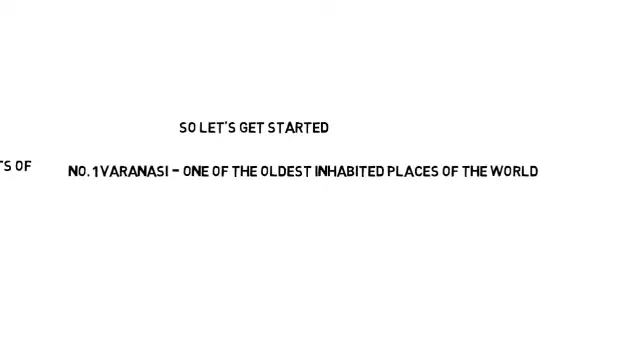 SO LET'S GET STARTED
TS OF
NO. 1 VARANASI - ONE OF THE OLDEST INHABITED PLACES OF THE WORLD